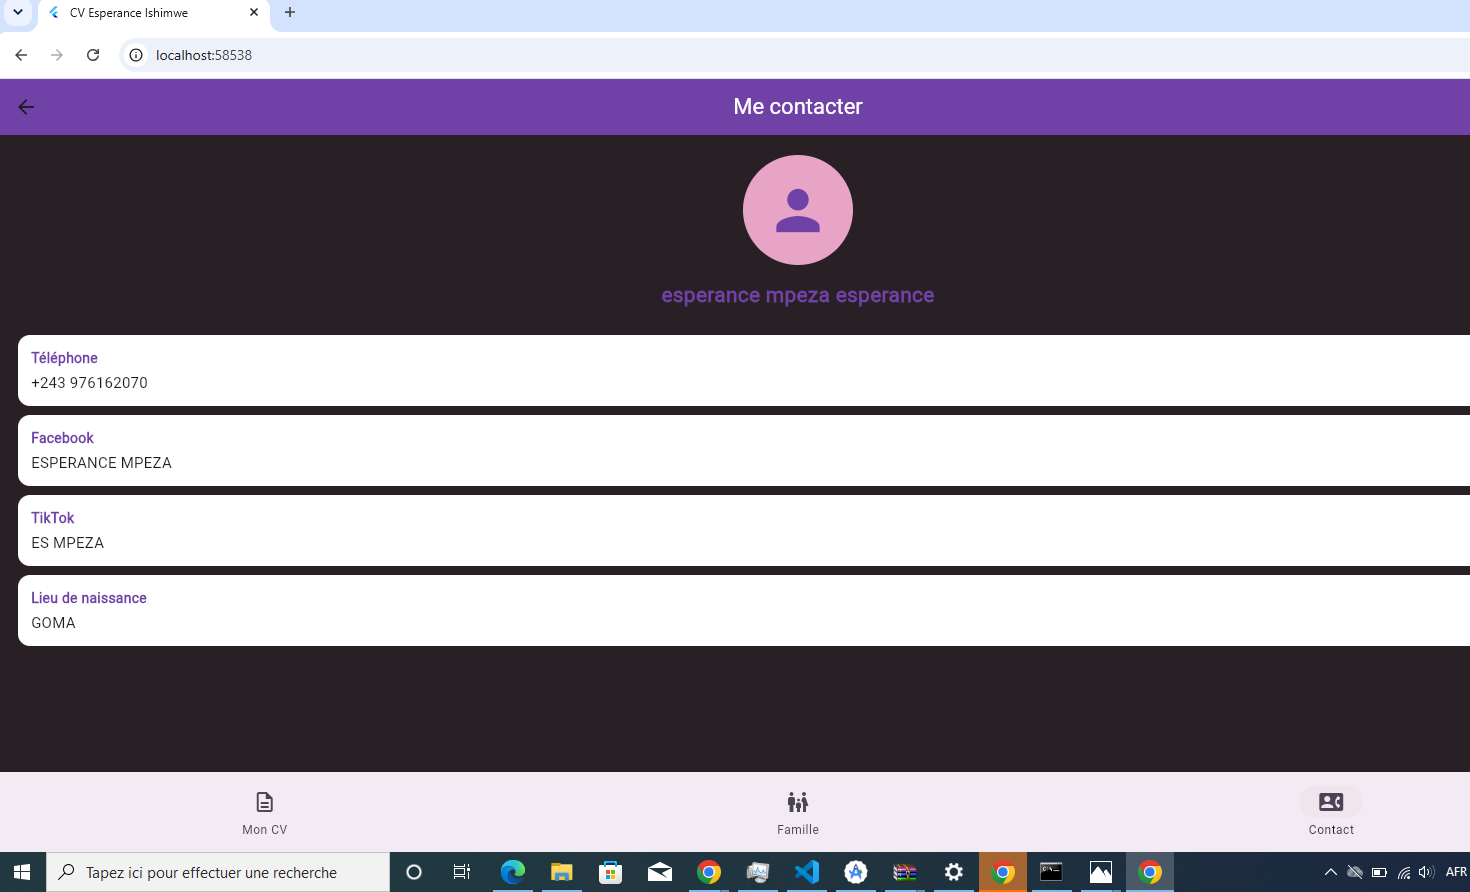 CV Esperance Ishimwe
localhost:58538
Me contacter
esperance mpeza esperance
Téléphone
+243 976162070
Facebook
ESPERANCE MPEZA
TikTok
ES MPEZA
Lieu de naissance
GOMA
Mon CV
Famille
Contact
Tapez ici pour effectuer une recherche
AFR